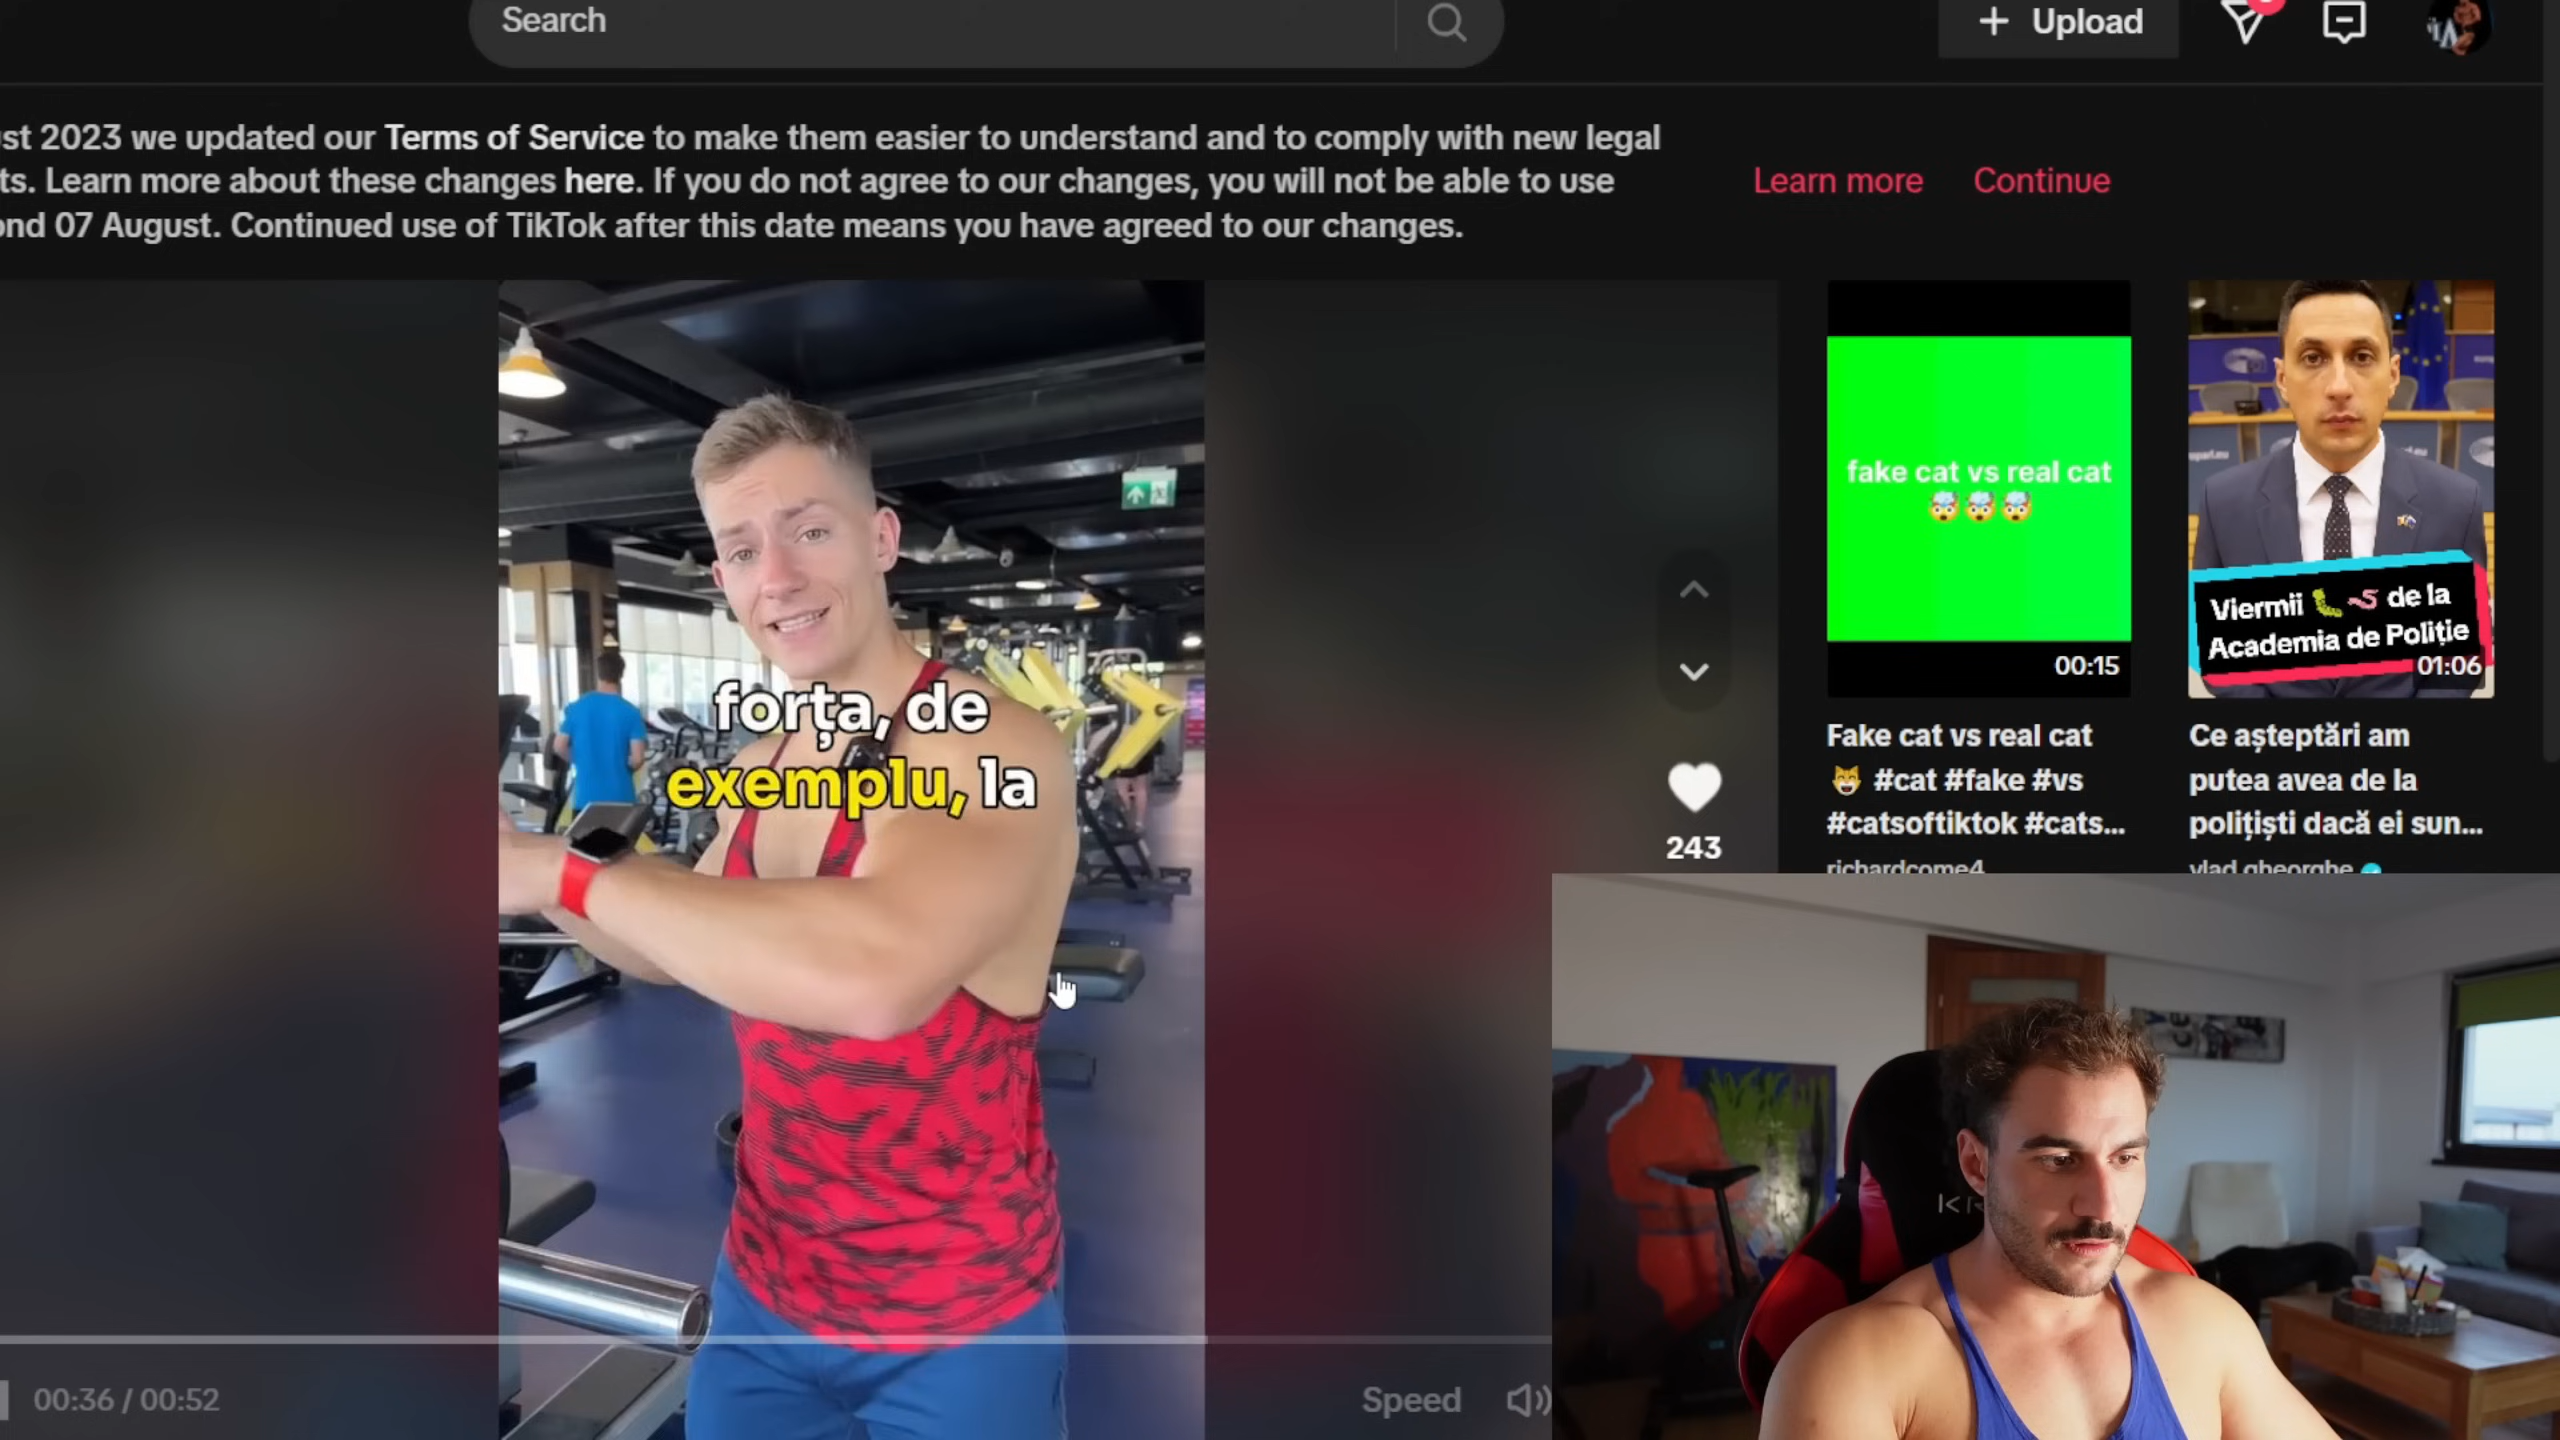 Search
Upload
st 2023 we updated our Terms of Service to make them easier to understand and to comply with new legal
ts. Learn more about these changes here. If you do not agree to our changes, you will not be able to use
ond 07 August. Continued use of TikTok after this date means you have agreed to our changes.
Learn more
Continue
forța, de
exemplu, la
243
fake cat vs real cat
🤯🤯🤯
00:15
Fake cat vs real cat
😸 #cat #fake #vs
#catsoftiktok #cats...
richardcome4
Viermii 🐛🪱 de la
Academia de Poliție
01:06
Ce așteptări am
putea avea de la
polițiști dacă ei sun...
vlad.gheorghe
00:36 / 00:52
Speed